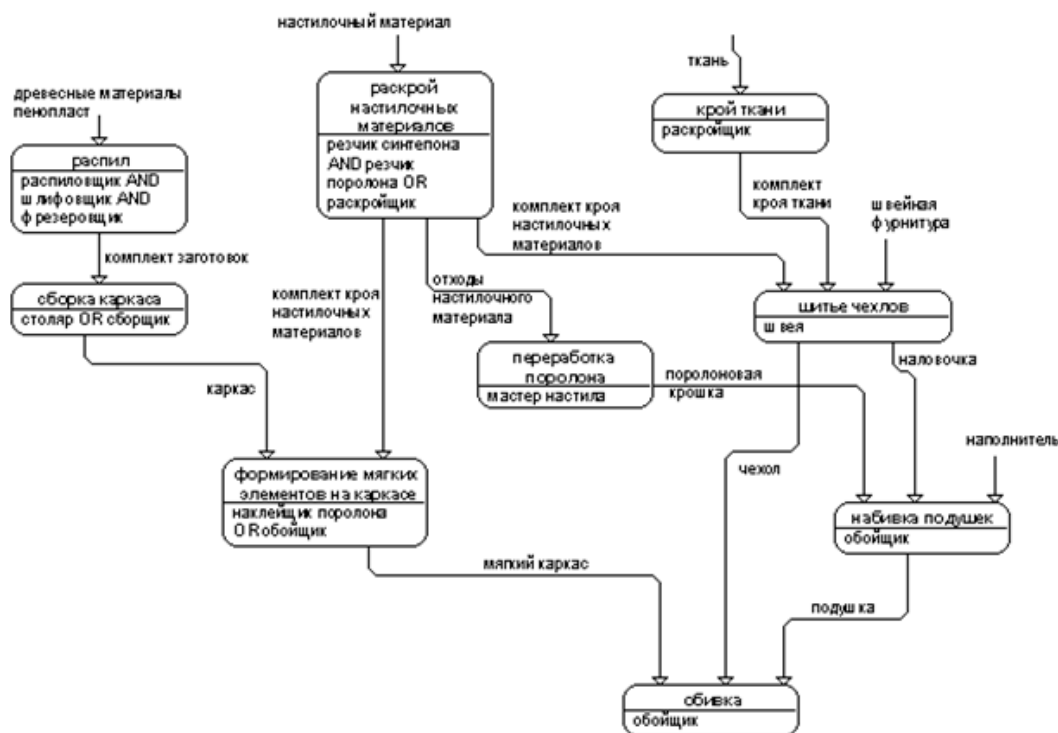 настилочный материал
ткань
древесные материалы
пенопласт
раскрой
настилочных
материалов
резчик синтепона
AND резчик
поролона OR
раскройщик
крой ткани
раскройщик
распил
распиловщик AND
шлифовщик AND
фрезеровщик
комплект
кроя ткани
швейная
фурнитура
комплект кроя
настилочных
материалов
комплект заготовок
сборка каркаса
столяр OR сборщик
комплект кроя
настилочных
материалов
отходы
настилочного
материала
шитье чехлов
швея
переработка
поролона
мастер настила
поролоновая
крошка
наловочка
каркас
чехол
наполнитель
формирование мягких
элементов на каркасе
наклейщик поролона
ORобойщик
набивка подушек
обойщик
мягкий каркас
подушка
обивка
обойщик